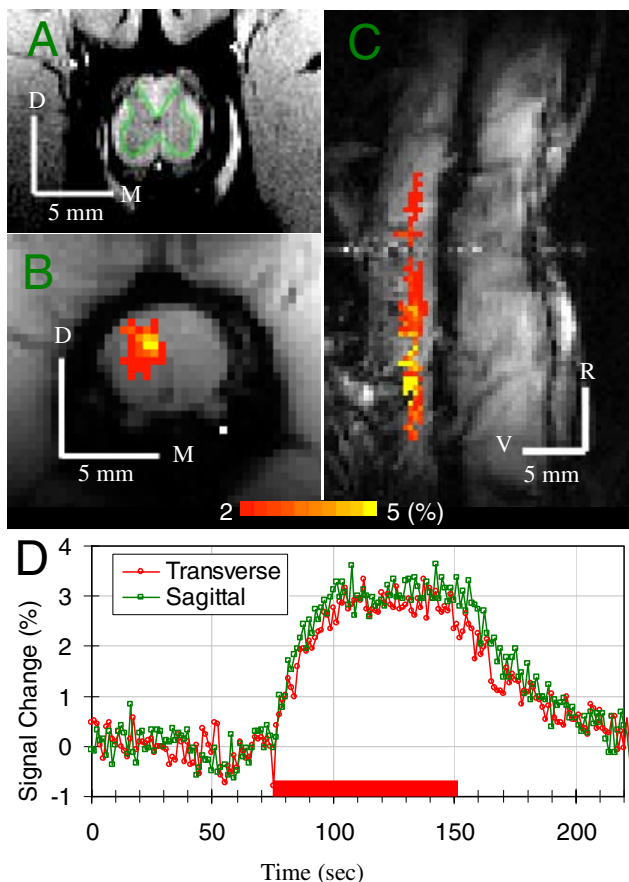 A
D
M
5 mm
B
D
M
5 mm
C
R
V
5 mm
2 5 (%)
D
Transverse
Sagittal
Signal Change (%)
4
3
2
1
0
-1
0 50 100 150 200
Time (sec)